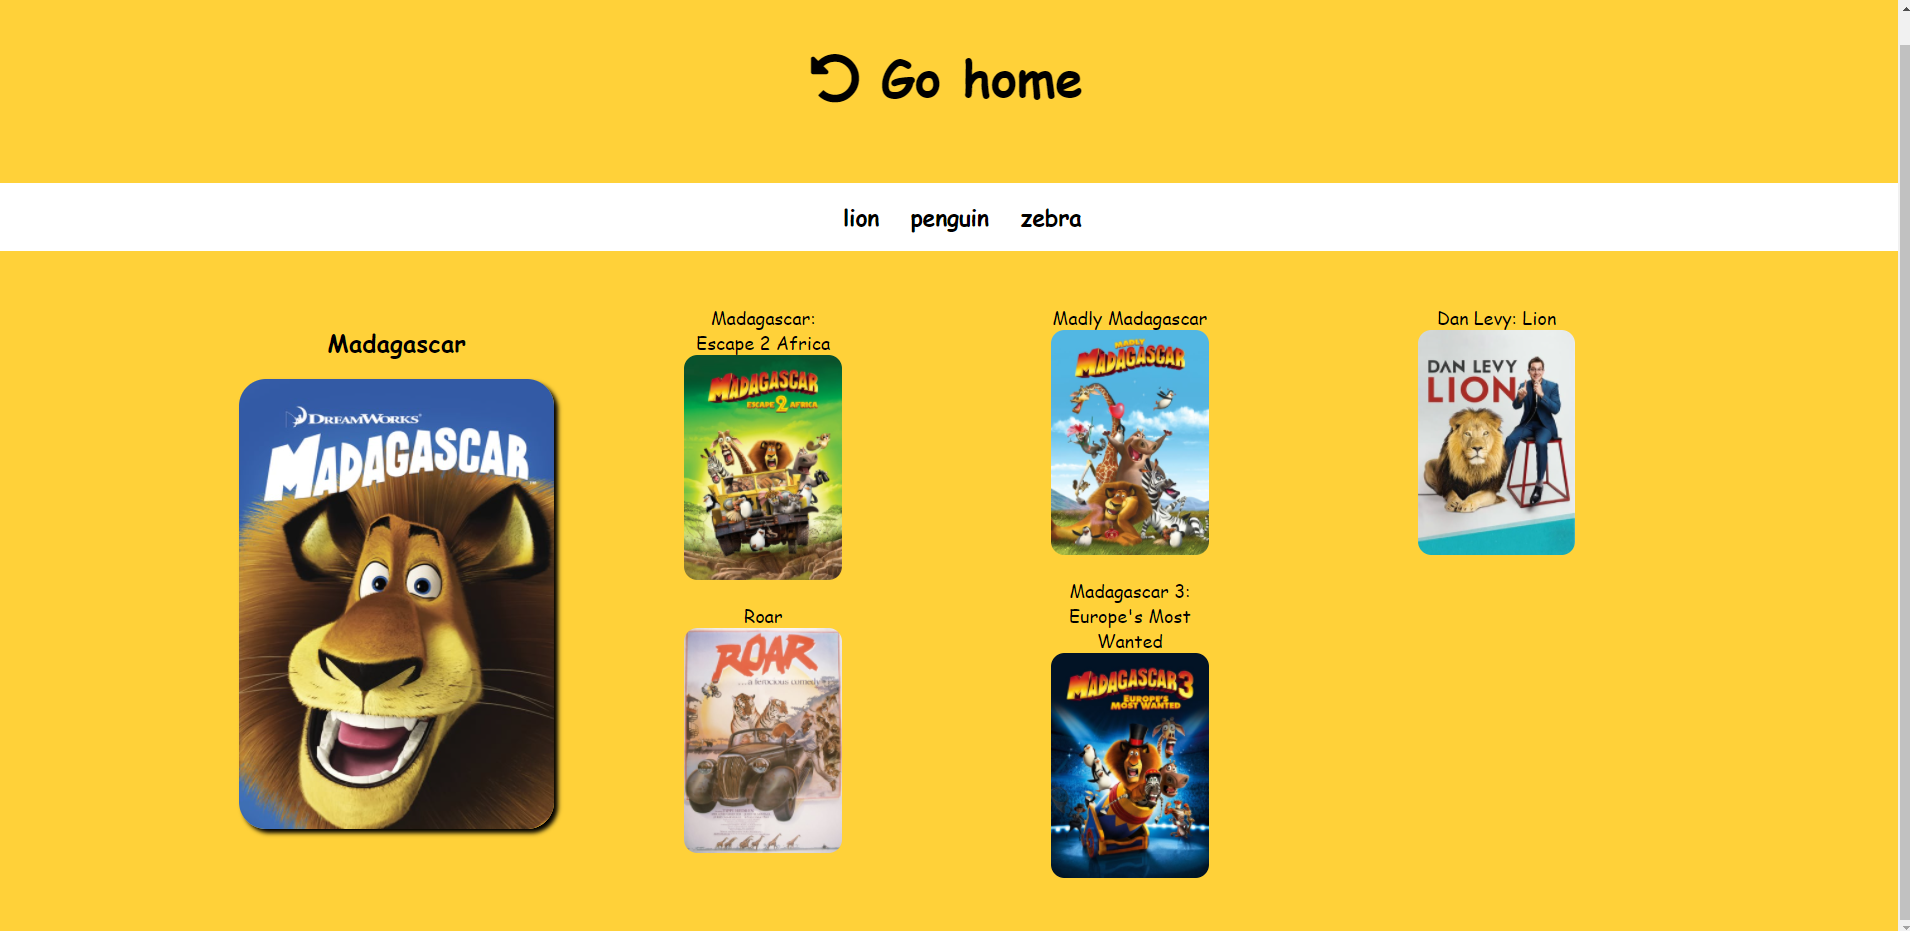 Go home
lion penguin zebra
Madagascar
DREAMWORKS
MADAGASCAR
Madagascar:
Escape 2 Africa
MADAGASCAR
ESCAPE 2 AFRICA
Madly Madagascar
MADLY
MADAGASCAR
Dan Levy: Lion
DAN LEVY
LION
Roar
ROAR
...a ferocious comedy
Madagascar 3:
Europe's Most
Wanted
MADAGASCAR 3
EUROPE'S
MOST WANTED